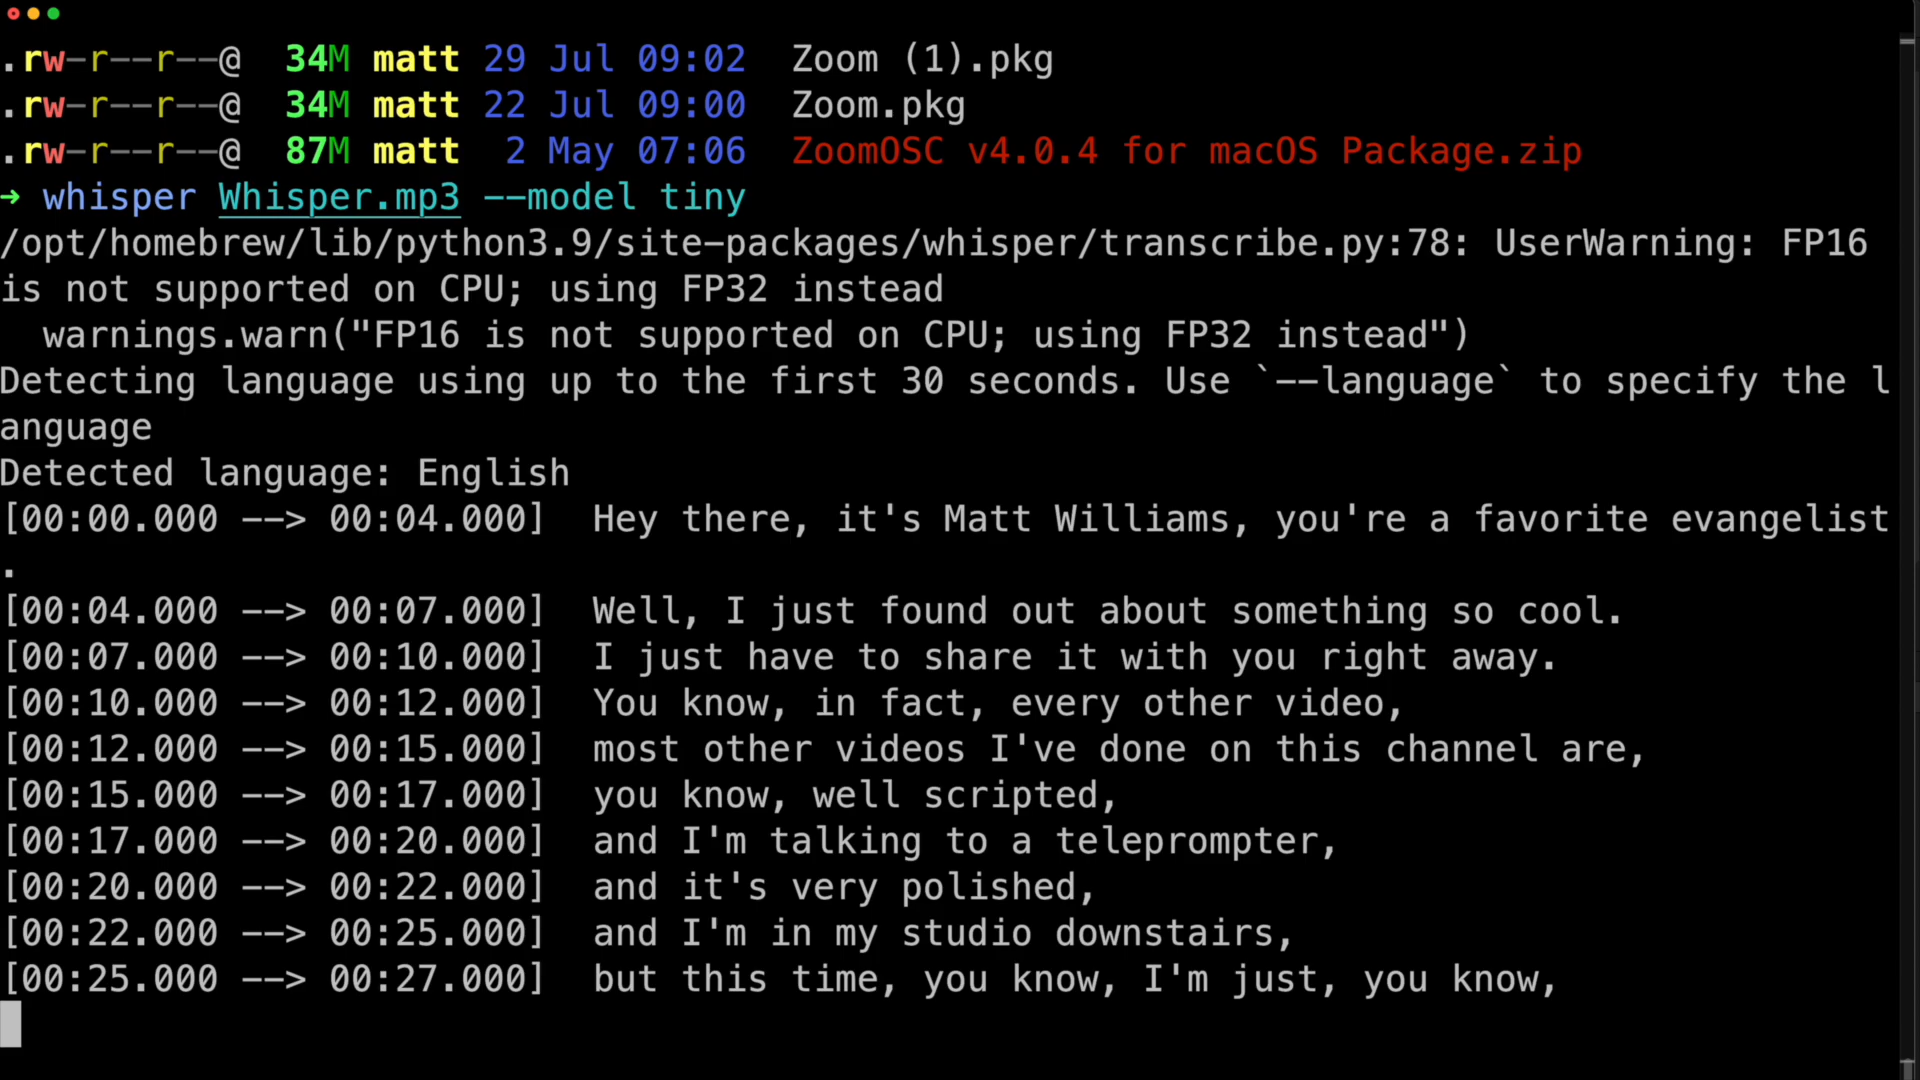 .rw-r--r--@  34M matt 29 Jul 09:02  Zoom (1).pkg
.rw-r--r--@  34M matt 22 Jul 09:00  Zoom.pkg
.rw-r--r--@  87M matt  2 May 07:06  ZoomOSC v4.0.4 for macOS Package.zip
→ whisper Whisper.mp3 --model tiny
/opt/homebrew/lib/python3.9/site-packages/whisper/transcribe.py:78: UserWarning: FP16
is not supported on CPU; using FP32 instead
  warnings.warn("FP16 is not supported on CPU; using FP32 instead")
Detecting language using up to the first 30 seconds. Use `--language` to specify the l
anguage
Detected language: English
[00:00.000 --> 00:04.000]  Hey there, it's Matt Williams, you're a favorite evangelist
.
[00:04.000 --> 00:07.000]  Well, I just found out about something so cool.
[00:07.000 --> 00:10.000]  I just have to share it with you right away.
[00:10.000 --> 00:12.000]  You know, in fact, every other video,
[00:12.000 --> 00:15.000]  most other videos I've done on this channel are,
[00:15.000 --> 00:17.000]  you know, well scripted,
[00:17.000 --> 00:20.000]  and I'm talking to a teleprompter,
[00:20.000 --> 00:22.000]  and it's very polished,
[00:22.000 --> 00:25.000]  and I'm in my studio downstairs,
[00:25.000 --> 00:27.000]  but this time, you know, I'm just, you know,